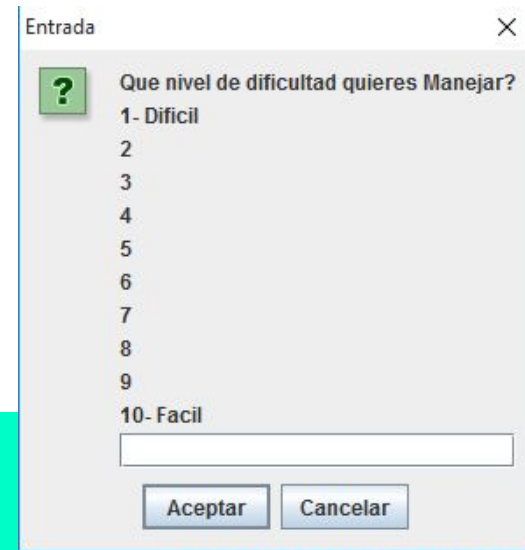 Entrada
?
Que nivel de dificultad quieres Manejar?
1- Dificil
2
3
4
5
6
7
8
9
10- Facil
Aceptar Cancelar